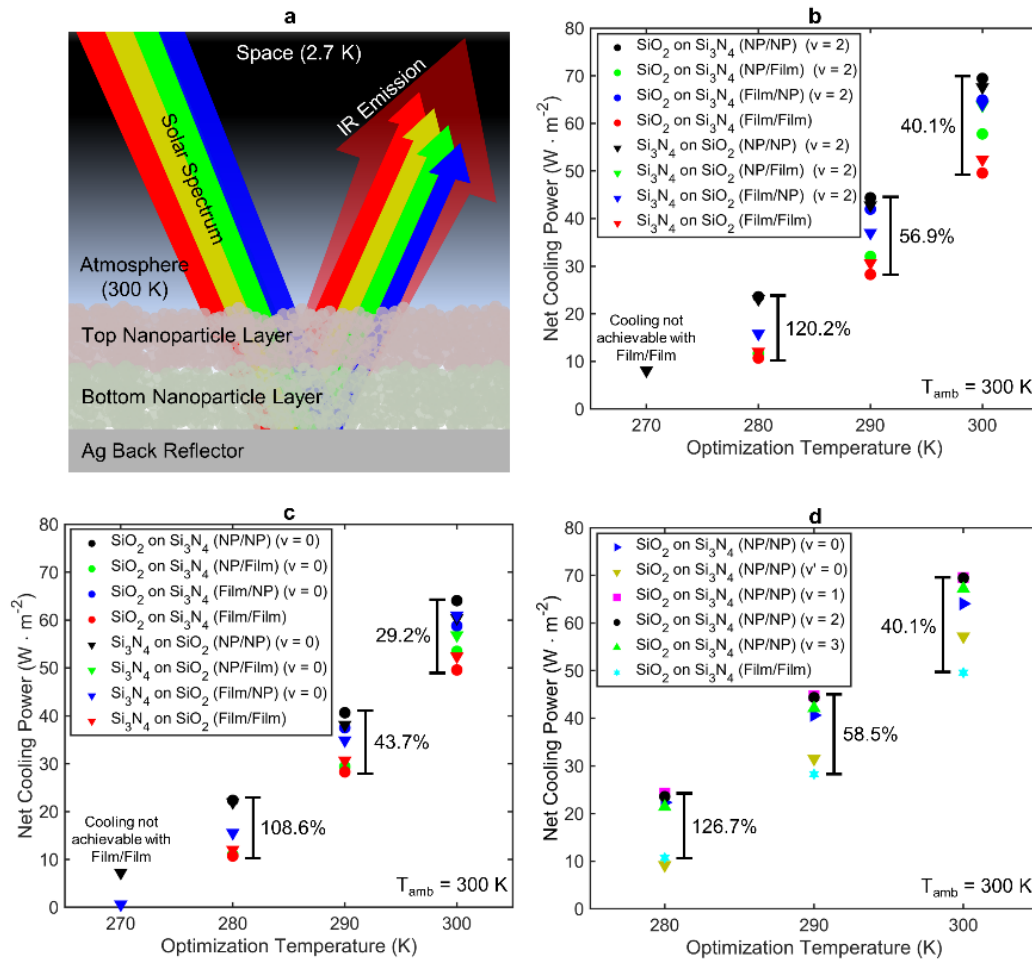 a
Space (2.7 K)
Solar Spectrum
IR Emission
Atmosphere
(300 K)
Top Nanoparticle Layer
Bottom Nanoparticle Layer
Ag Back Reflector
b
Net Cooling Power (W · m⁻²)
80
70
60
50
40
30
20
10
0
SiO₂ on Si₃N₄ (NP/NP) (v = 2)
SiO₂ on Si₃N₄ (NP/Film) (v = 2)
SiO₂ on Si₃N₄ (Film/NP) (v = 2)
SiO₂ on Si₃N₄ (Film/Film)
Si₃N₄ on SiO₂ (NP/NP) (v = 2)
Si₃N₄ on SiO₂ (NP/Film) (v = 2)
Si₃N₄ on SiO₂ (Film/NP) (v = 2)
Si₃N₄ on SiO₂ (Film/Film)
40.1%
56.9%
120.2%
Cooling not
achievable with
Film/Film
T_amb = 300 K
270 280 290 300
Optimization Temperature (K)
c
Net Cooling Power (W · m⁻²)
80
70
60
50
40
30
20
10
0
SiO₂ on Si₃N₄ (NP/NP) (v = 0)
SiO₂ on Si₃N₄ (NP/Film) (v = 0)
SiO₂ on Si₃N₄ (Film/NP) (v = 0)
SiO₂ on Si₃N₄ (Film/Film)
Si₃N₄ on SiO₂ (NP/NP) (v = 0)
Si₃N₄ on SiO₂ (NP/Film) (v = 0)
Si₃N₄ on SiO₂ (Film/NP) (v = 0)
Si₃N₄ on SiO₂ (Film/Film)
29.2%
43.7%
108.6%
Cooling not
achievable with
Film/Film
T_amb = 300 K
270 280 290 300
Optimization Temperature (K)
d
Net Cooling Power (W · m⁻²)
80
70
60
50
40
30
20
10
0
SiO₂ on Si₃N₄ (NP/NP) (v = 0)
SiO₂ on Si₃N₄ (NP/NP) (v' = 0)
SiO₂ on Si₃N₄ (NP/NP) (v = 1)
SiO₂ on Si₃N₄ (NP/NP) (v = 2)
SiO₂ on Si₃N₄ (NP/NP) (v = 3)
SiO₂ on Si₃N₄ (Film/Film)
40.1%
58.5%
126.7%
T_amb = 300 K
280 290 300
Optimization Temperature (K)